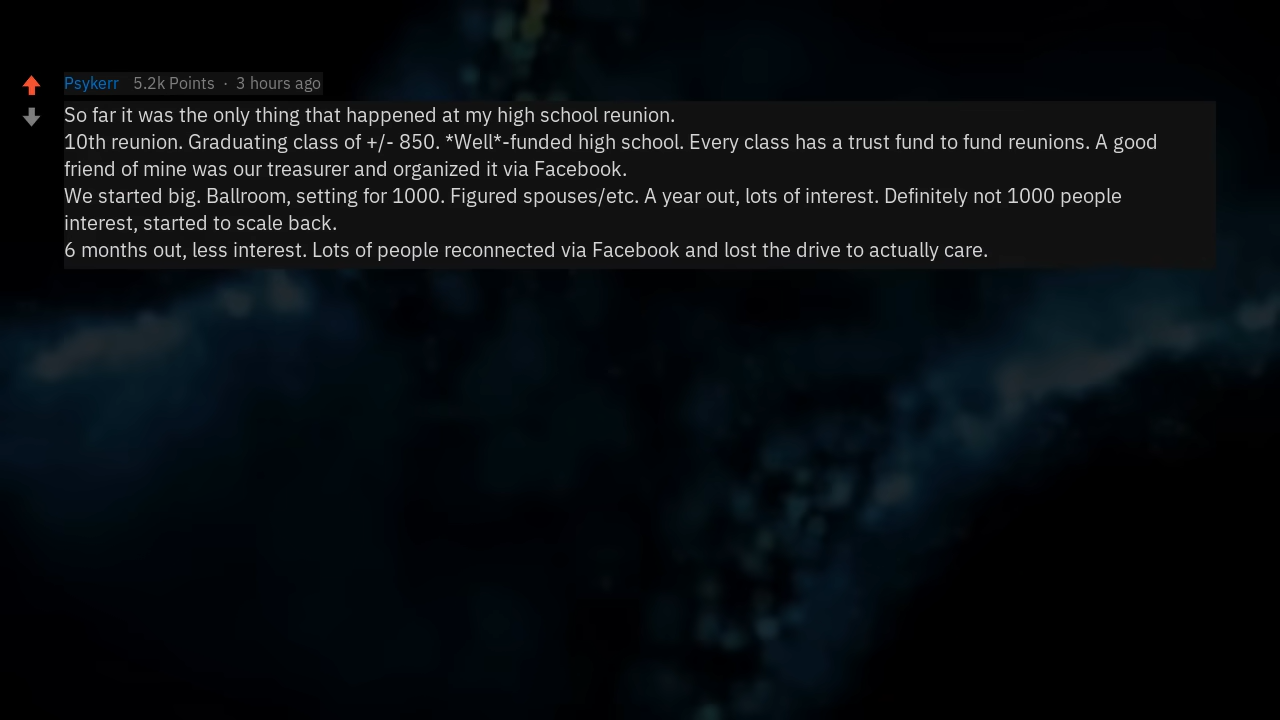 Psykerr 5.2k Points · 3 hours ago
So far it was the only thing that happened at my high school reunion.
10th reunion. Graduating class of +/- 850. *Well*-funded high school. Every class has a trust fund to fund reunions. A good
friend of mine was our treasurer and organized it via Facebook.
We started big. Ballroom, setting for 1000. Figured spouses/etc. A year out, lots of interest. Definitely not 1000 people
interest, started to scale back.
6 months out, less interest. Lots of people reconnected via Facebook and lost the drive to actually care.